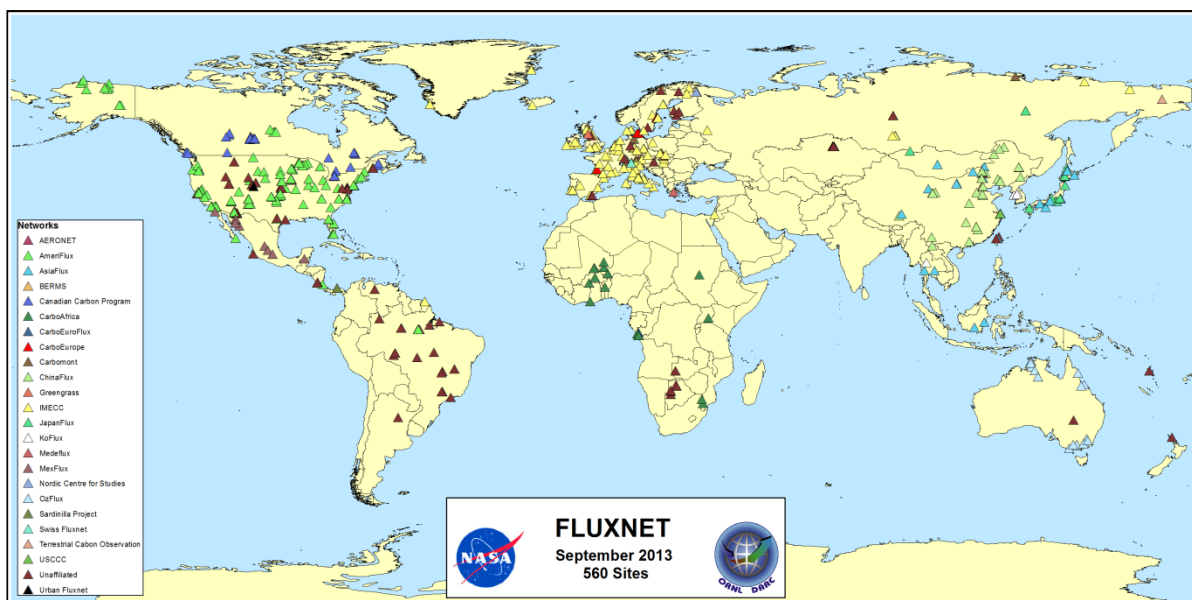 Networks
AERONET
AmeriFlux
AsiaFlux
BERMS
Canadian Carbon Program
CarboAfrica
CarboEuroFlux
CarboEurope
Carbomont
ChinaFlux
Greengrass
IMECC
JapanFlux
KoFlux
Medeflux
MexFlux
Nordic Centre for Studies
OzFlux
Sardinilla Project
Swiss Fluxnet
Terrestrial Cabon Observation
USCCC
Unaffiliated
Urban Fluxnet
NASA
FLUXNET
September 2013
560 Sites
ORNL DAAC